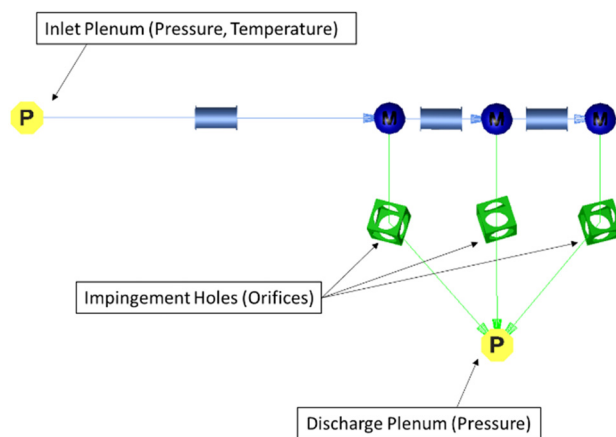 Inlet Plenum (Pressure, Temperature)
P
M
M
M
Impingement Holes (Orifices)
P
Discharge Plenum (Pressure)